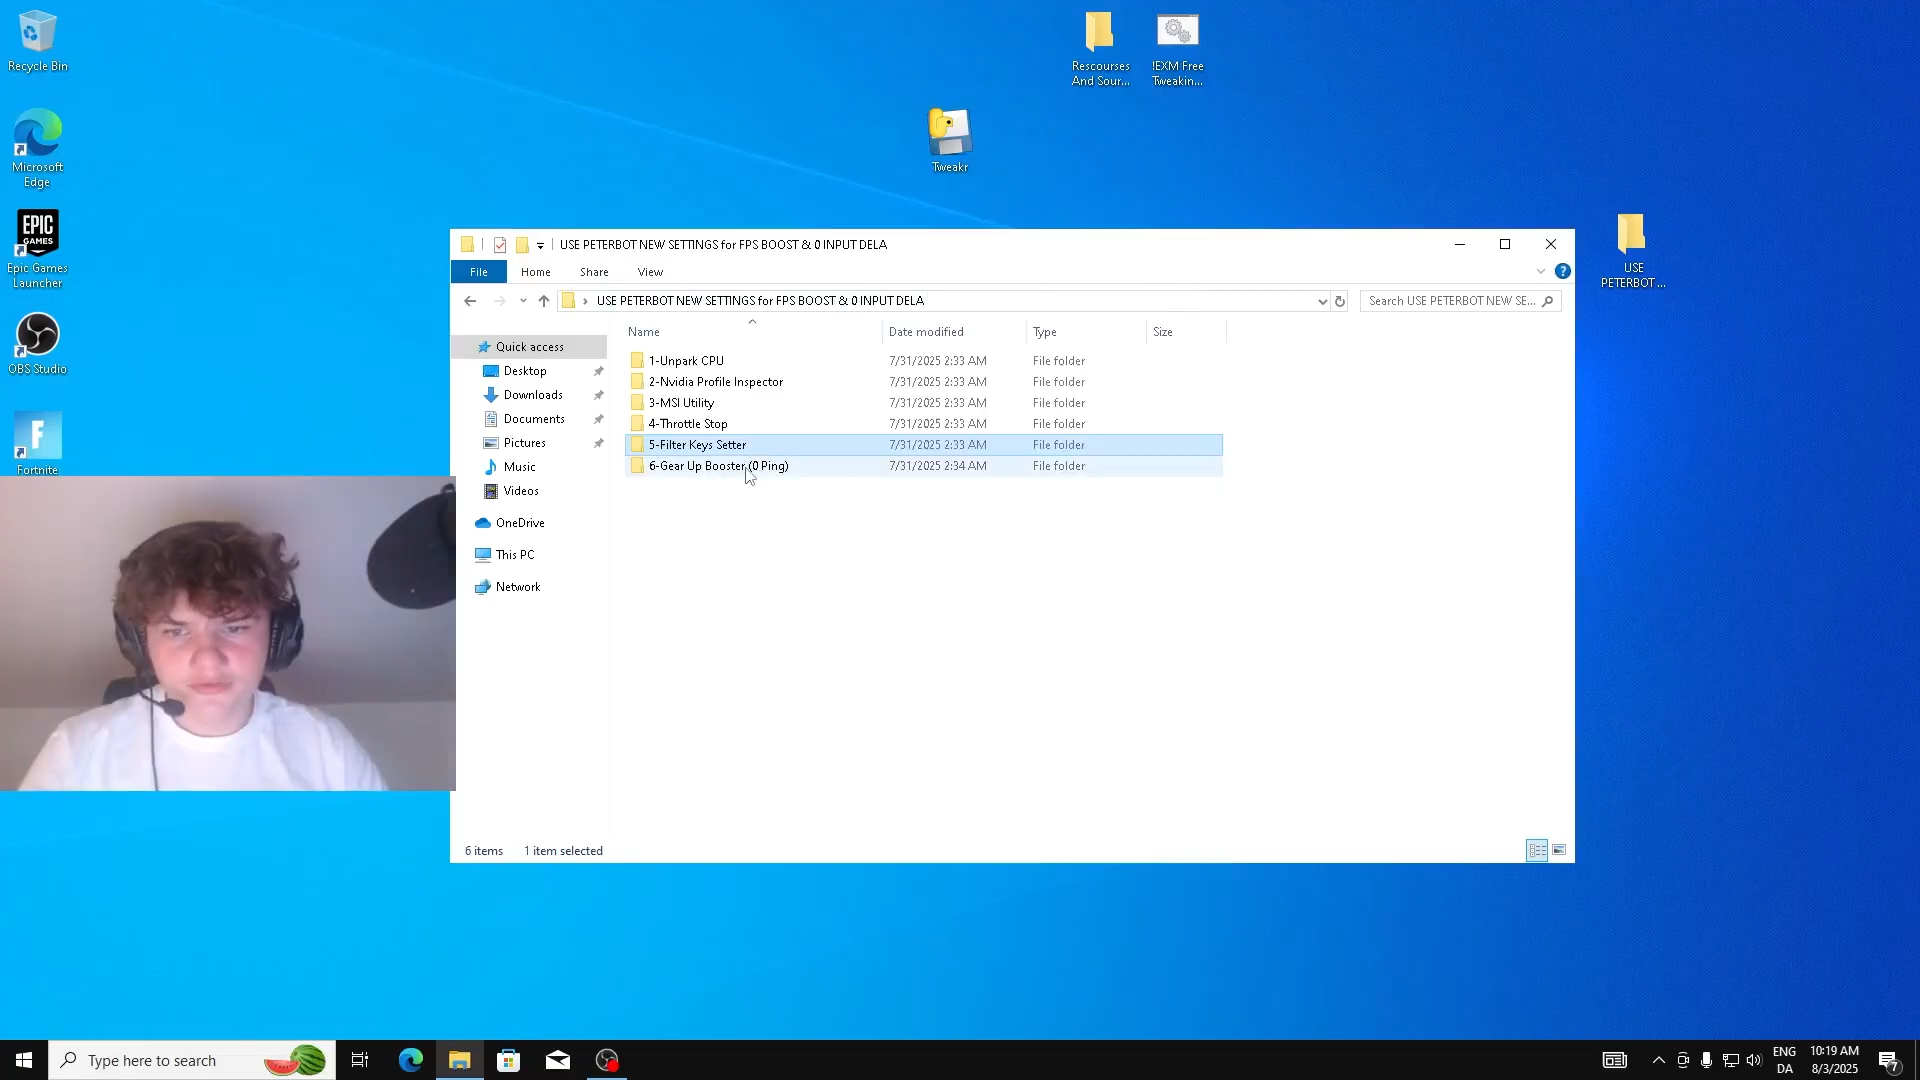 Recycle Bin
Microsoft
Edge
EPIC
GAMES
Epic Games
Launcher
OBS Studio
Fortnite
Rescourses
And Sour...
!EXM Free
Tweakin...
Tweakr
USE
PETERBOT ...
USE PETERBOT NEW SETTINGS for FPS BOOST & 0 INPUT DELA
File Home Share View
USE PETERBOT NEW SETTINGS for FPS BOOST & 0 INPUT DELA
Search USE PETERBOT NEW SE...
Quick access
Desktop
Downloads
Documents
Pictures
Music
Videos
OneDrive
This PC
Network
Name Date modified Type Size
1-Unpark CPU 7/31/2025 2:33 AM File folder
2-Nvidia Profile Inspector 7/31/2025 2:33 AM File folder
3-MSI Utility 7/31/2025 2:33 AM File folder
4-Throttle Stop 7/31/2025 2:33 AM File folder
5-Filter Keys Setter 7/31/2025 2:33 AM File folder
6-Gear Up Booster (0 Ping) 7/31/2025 2:34 AM File folder
6 items 1 item selected
Type here to search
ENG
DA
10:19 AM
8/3/2025
7